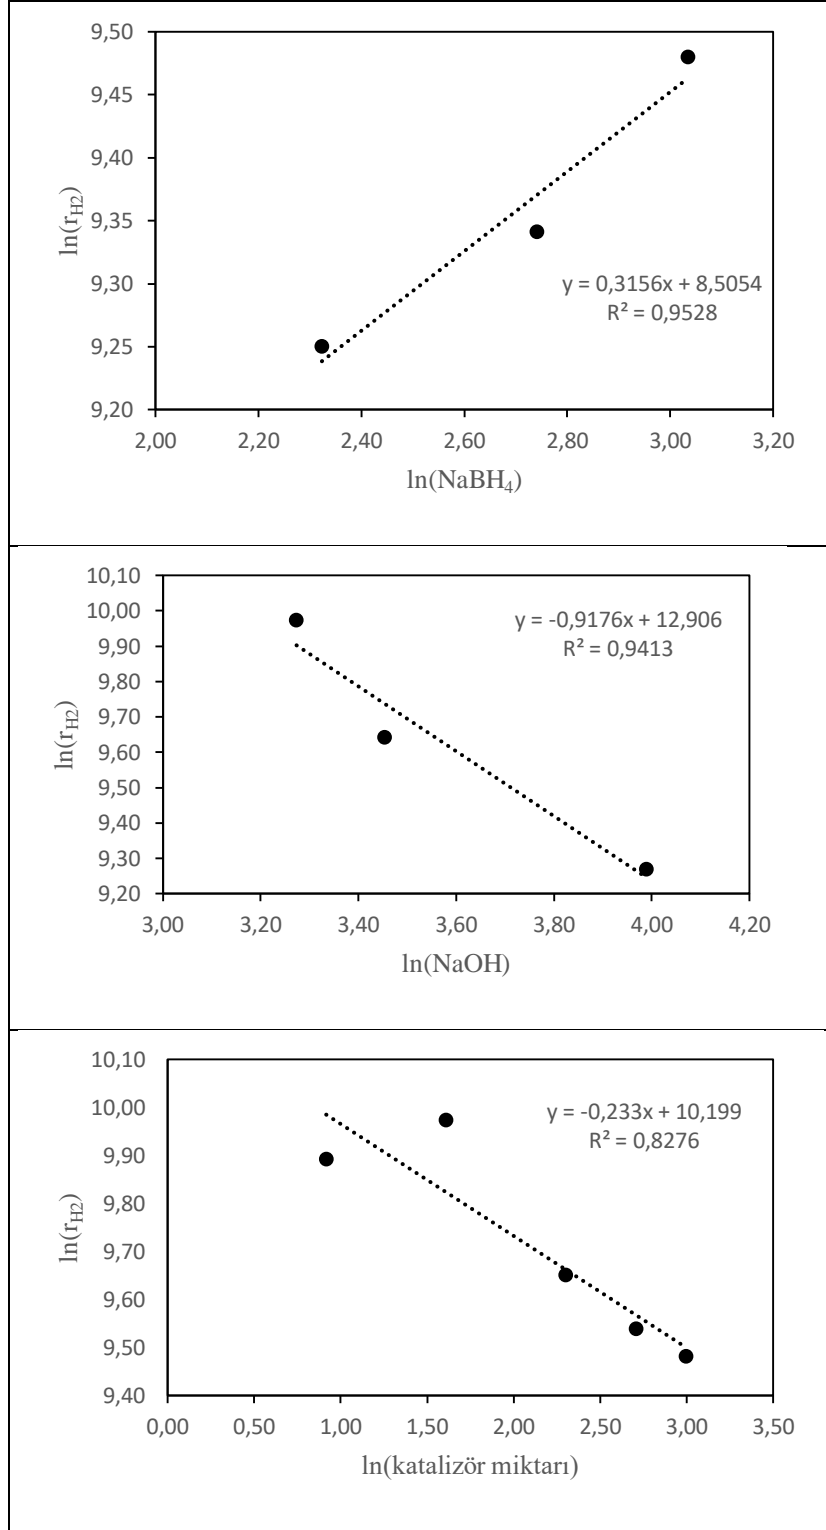 9,50
9,45
9,40
9,35
9,30
9,25
9,20
ln(rH2)
y = 0,3156x + 8,5054
R² = 0,9528
2,00 2,20 2,40 2,60 2,80 3,00 3,20
ln(NaBH4)
10,10
10,00
9,90
9,80
9,70
9,60
9,50
9,40
9,30
9,20
ln(rH2)
y = -0,9176x + 12,906
R² = 0,9413
3,00 3,20 3,40 3,60 3,80 4,00 4,20
ln(NaOH)
10,10
10,00
9,90
9,80
9,70
9,60
9,50
9,40
ln(rH2)
y = -0,233x + 10,199
R² = 0,8276
0,00 0,50 1,00 1,50 2,00 2,50 3,00 3,50
ln(katalizör miktarı)